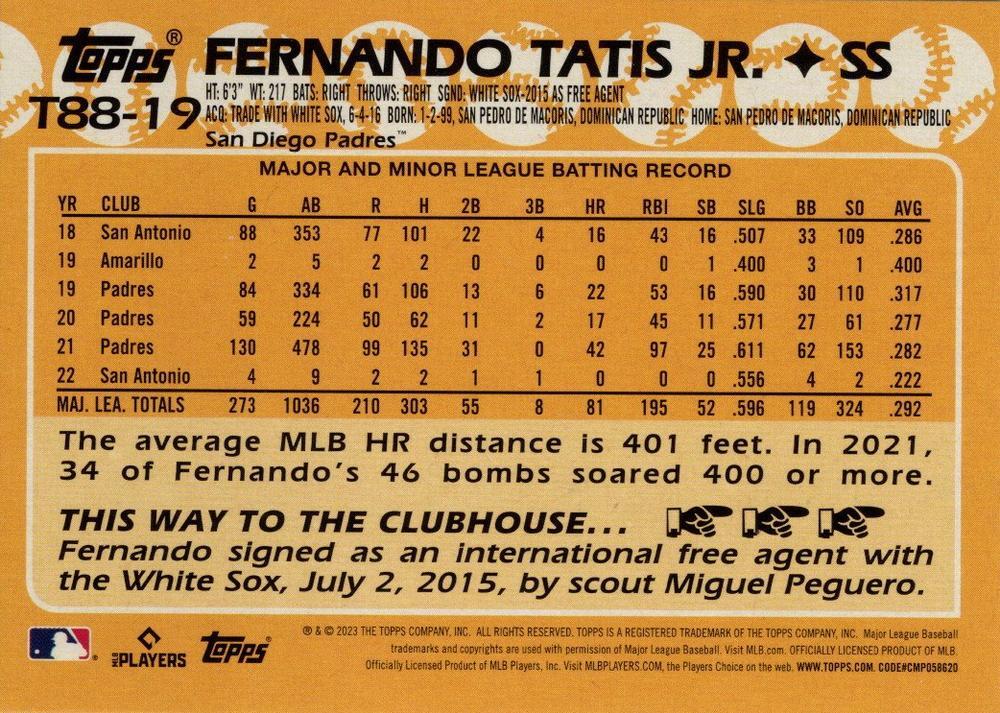 Topps® FERNANDO TATIS JR. ✦ SS
T88-19
HT: 6'3" WT: 217 BATS: RIGHT THROWS: RIGHT SGND: WHITE SOX-2015 AS FREE AGENT
ACQ: TRADE WITH WHITE SOX, 6-4-16 BORN: 1-2-99, SAN PEDRO DE MACORIS, DOMINICAN REPUBLIC HOME: SAN PEDRO DE MACORIS, DOMINICAN REPUBLIC
San Diego Padres™
MAJOR AND MINOR LEAGUE BATTING RECORD
YR CLUB G AB R H 2B 3B HR RBI SB SLG BB SO AVG
18 San Antonio 88 353 77 101 22 4 16 43 16 .507 33 109 .286
19 Amarillo 2 5 2 2 0 0 0 0 1 .400 3 1 .400
19 Padres 84 334 61 106 13 6 22 53 16 .590 30 110 .317
20 Padres 59 224 50 62 11 2 17 45 11 .571 27 61 .277
21 Padres 130 478 99 135 31 0 42 97 25 .611 62 153 .282
22 San Antonio 4 9 2 2 1 1 0 0 0 .556 4 2 .222
MAJ. LEA. TOTALS 273 1036 210 303 55 8 81 195 52 .596 119 324 .292
The average MLB HR distance is 401 feet. In 2021,
34 of Fernando's 46 bombs soared 400 or more.
THIS WAY TO THE CLUBHOUSE...
Fernando signed as an international free agent with
the White Sox, July 2, 2015, by scout Miguel Peguero.
MLB PLAYERS Topps®
® & © 2023 THE TOPPS COMPANY, INC. ALL RIGHTS RESERVED. TOPPS IS A REGISTERED TRADEMARK OF THE TOPPS COMPANY, INC. Major League Baseball
trademarks and copyrights are used with permission of Major League Baseball. Visit MLB.com. OFFICIALLY LICENSED PRODUCT OF MLB
Officially Licensed Product of MLB Players, Inc. Visit MLBPLAYERS.COM, the Players Choice on the web. WWW.TOPPS.COM. CODE#CMP058620